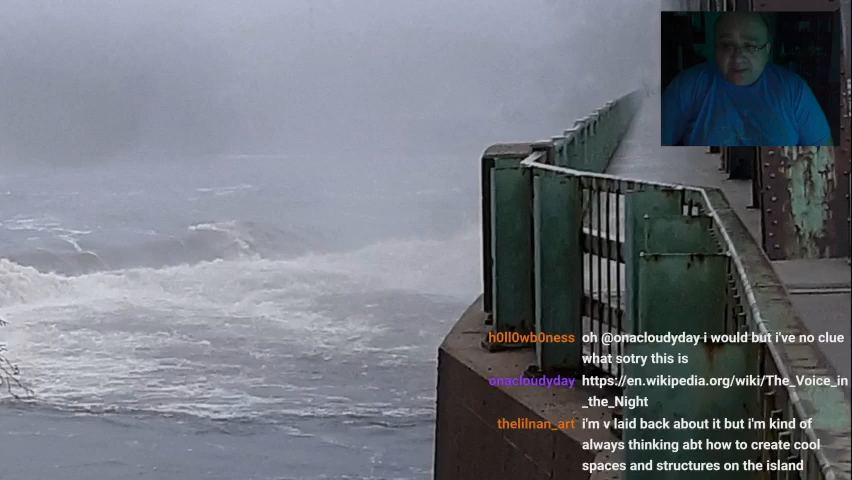 h0ll0wb0ness oh @onacloudyday i would but i've no clue
what sotry this is
onacloudyday https://en.wikipedia.org/wiki/The_Voice_in
_the_Night
thelilnan_art i'm v laid back about it but i'm kind of
always thinking abt how to create cool
spaces and structures on the island